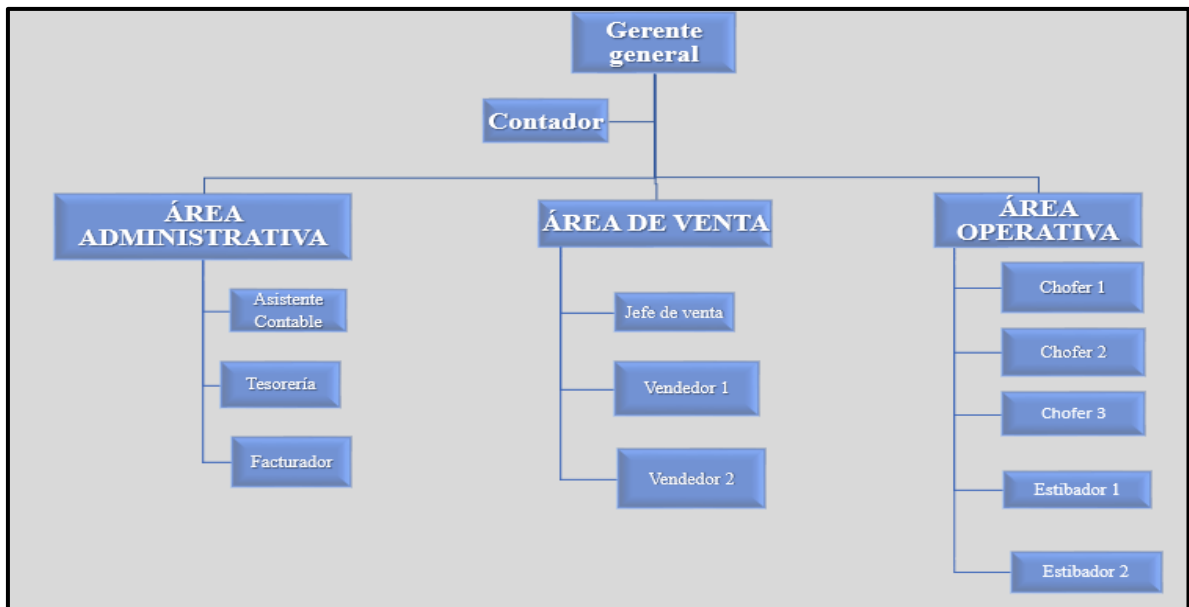 Gerente
general
Contador
ÁREA
ADMINISTRATIVA
Asistente
Contable
Tesorería
Facturador
ÁREA DE VENTA
Jefe de venta
Vendedor 1
Vendedor 2
ÁREA
OPERATIVA
Chofer 1
Chofer 2
Chofer 3
Estibador 1
Estibador 2